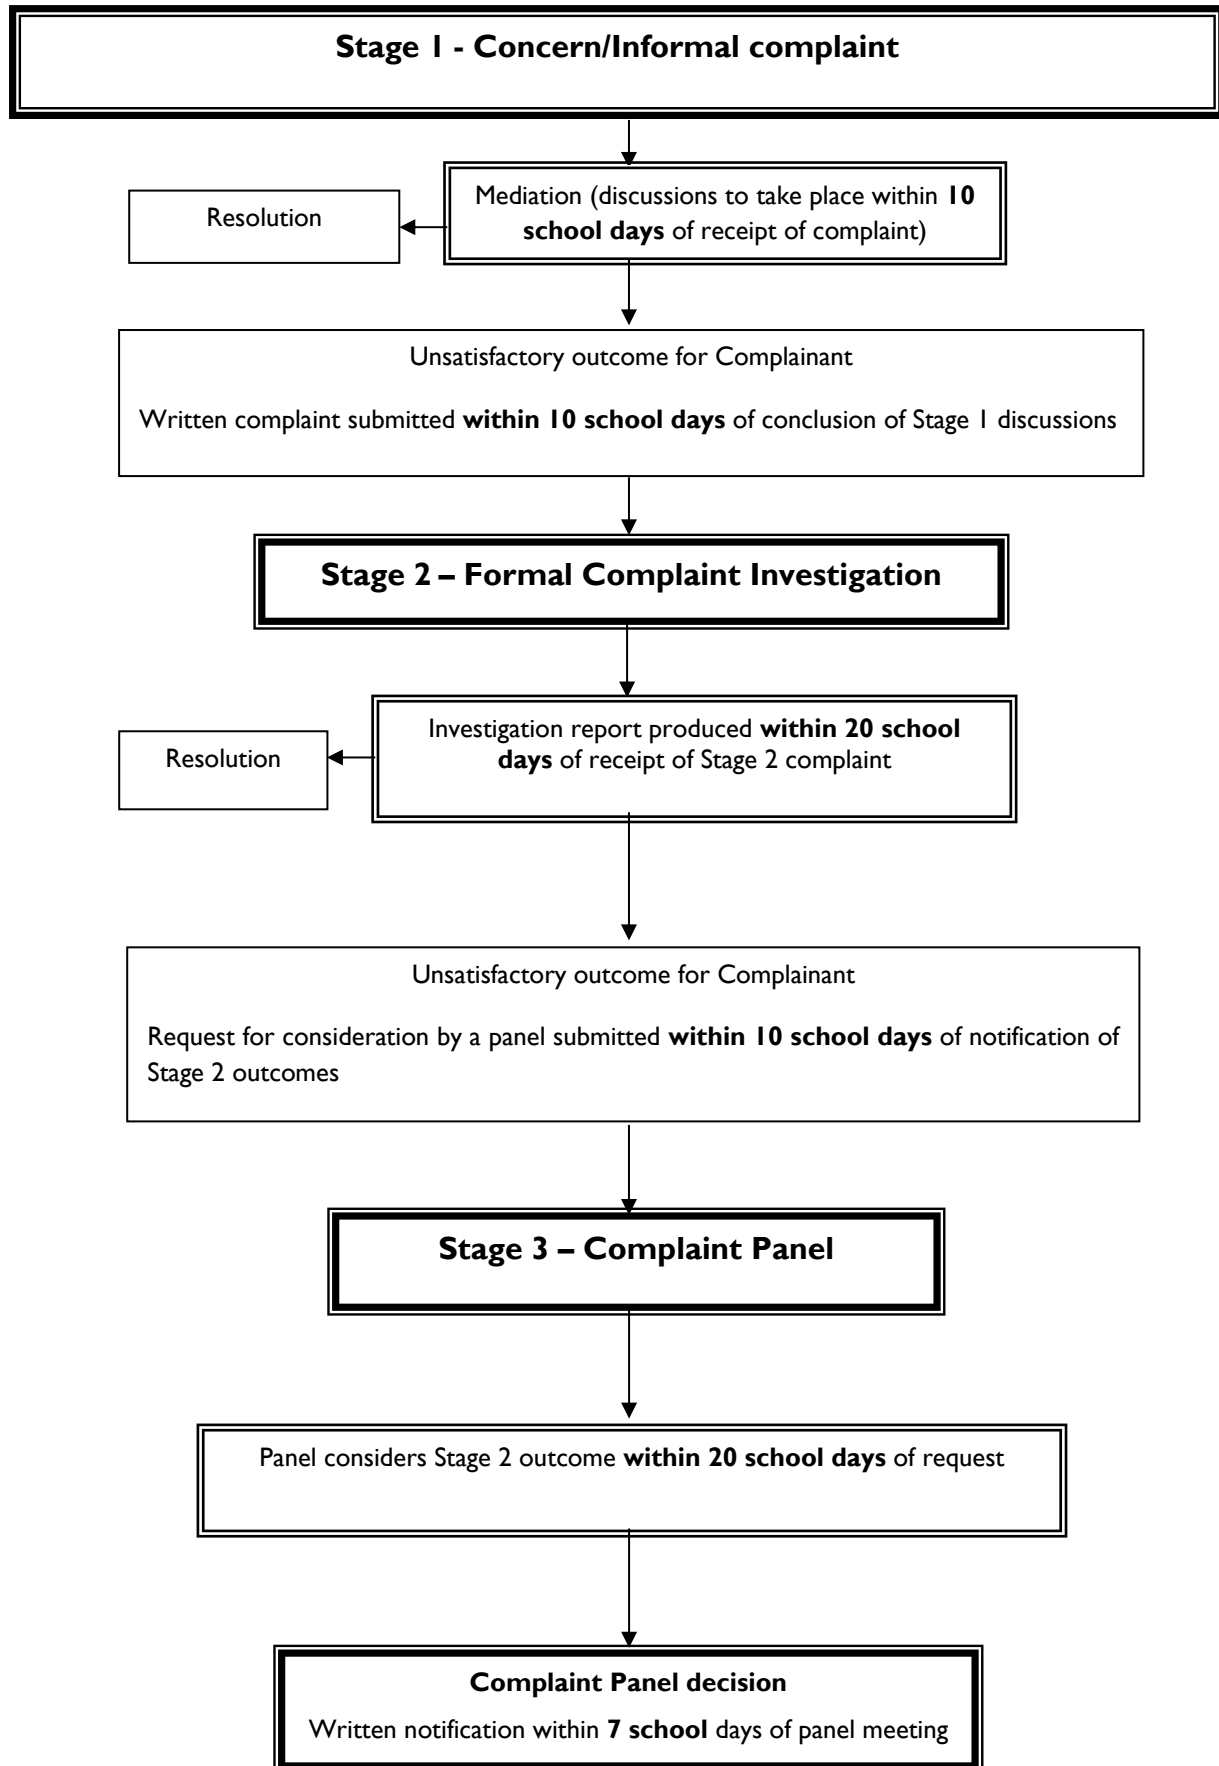 Stage 1 - Concern/Informal complaint
Mediation (discussions to take place within 10
school days of receipt of complaint)
Resolution
Unsatisfactory outcome for Complainant
Written complaint submitted within 10 school days of conclusion of Stage 1 discussions
Stage 2 – Formal Complaint Investigation
Investigation report produced within 20 school
days of receipt of Stage 2 complaint
Resolution
Unsatisfactory outcome for Complainant
Request for consideration by a panel submitted within 10 school days of notification of
Stage 2 outcomes
Stage 3 – Complaint Panel
Panel considers Stage 2 outcome within 20 school days of request
Complaint Panel decision
Written notification within 7 school days of panel meeting